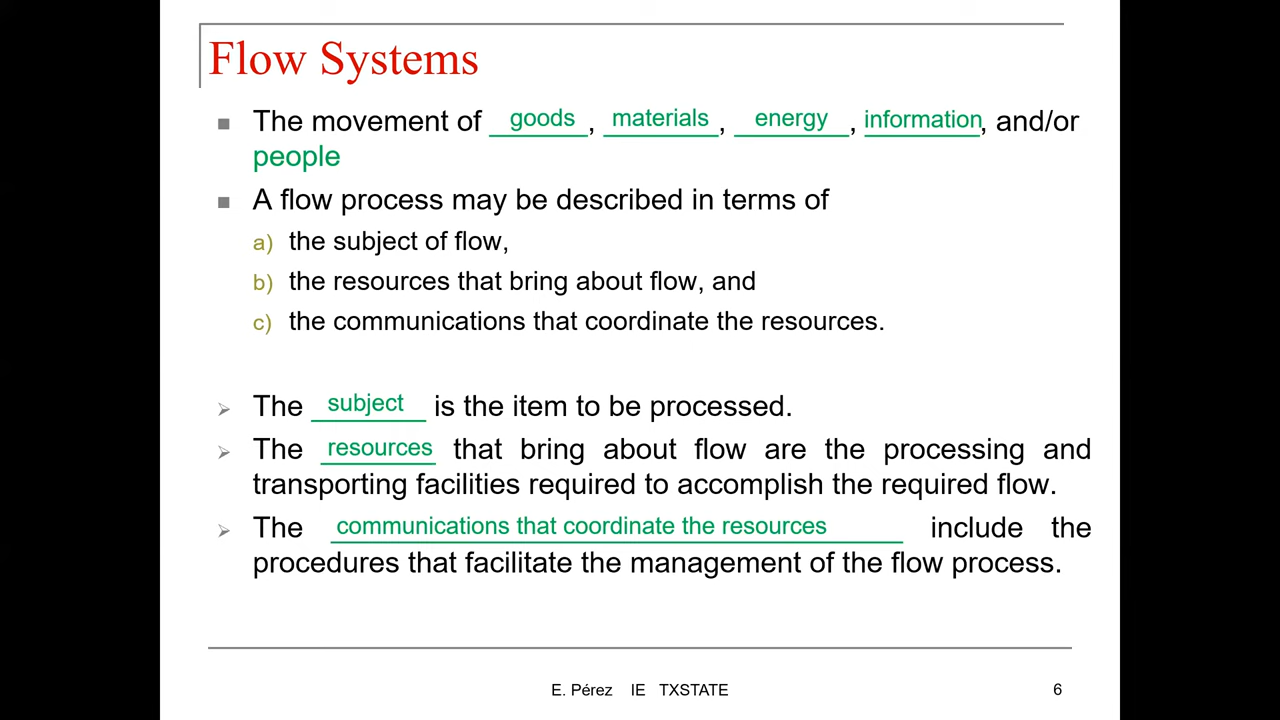 Flow Systems
■ The movement of goods, materials, energy, information, and/or
people
■ A flow process may be described in terms of
a) the subject of flow,
b) the resources that bring about flow, and
c) the communications that coordinate the resources.
➢ The subject is the item to be processed.
➢ The resources that bring about flow are the processing and
transporting facilities required to accomplish the required flow.
➢ The communications that coordinate the resources include the
procedures that facilitate the management of the flow process.
E. Pérez IE TXSTATE 6